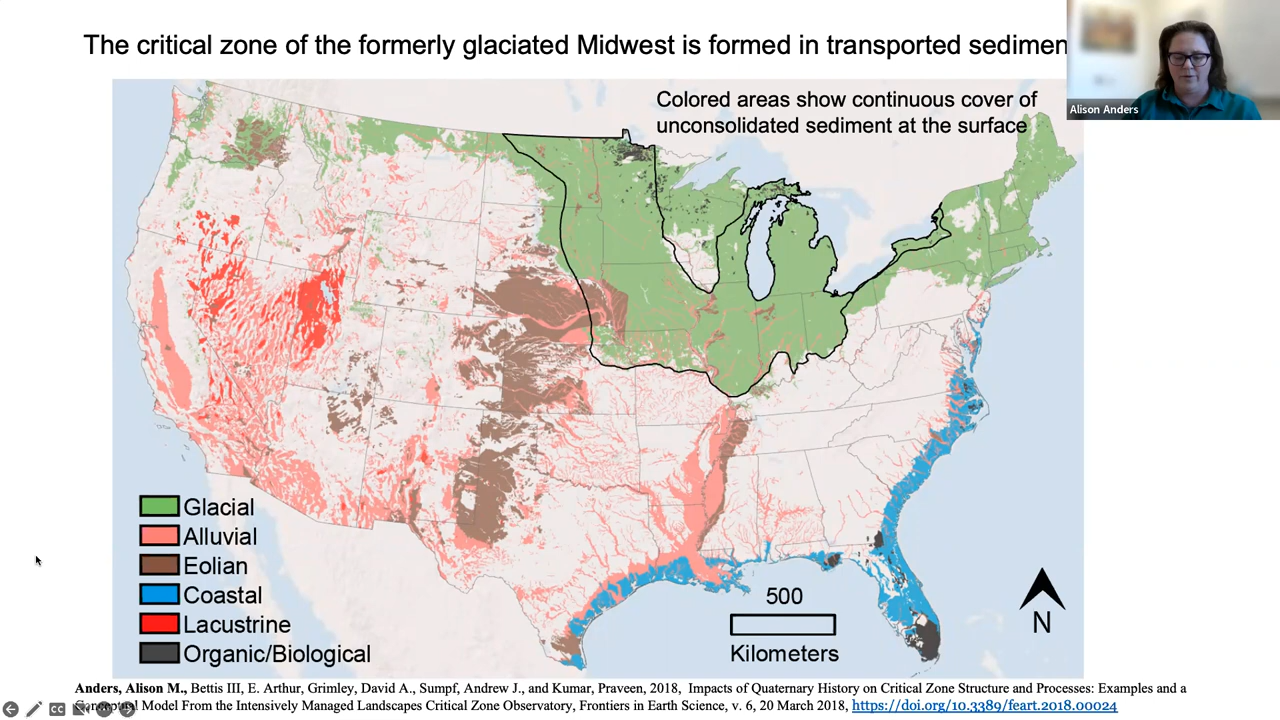 The critical zone of the formerly glaciated Midwest is formed in transported sedimen
Alison Anders
Colored areas show continuous cover of
unconsolidated sediment at the surface
Glacial
Alluvial
Eolian
Coastal
Lacustrine
Organic/Biological
500
Kilometers
N
Anders, Alison M., Bettis III, E. Arthur, Grimley, David A., Sumpf, Andrew J., and Kumar, Praveen, 2018, Impacts of Quaternary History on Critical Zone Structure and Processes: Examples and a
Model From the Intensively Managed Landscapes Critical Zone Observatory, Frontiers in Earth Science, v. 6, 20 March 2018, https://doi.org/10.3389/feart.2018.00024